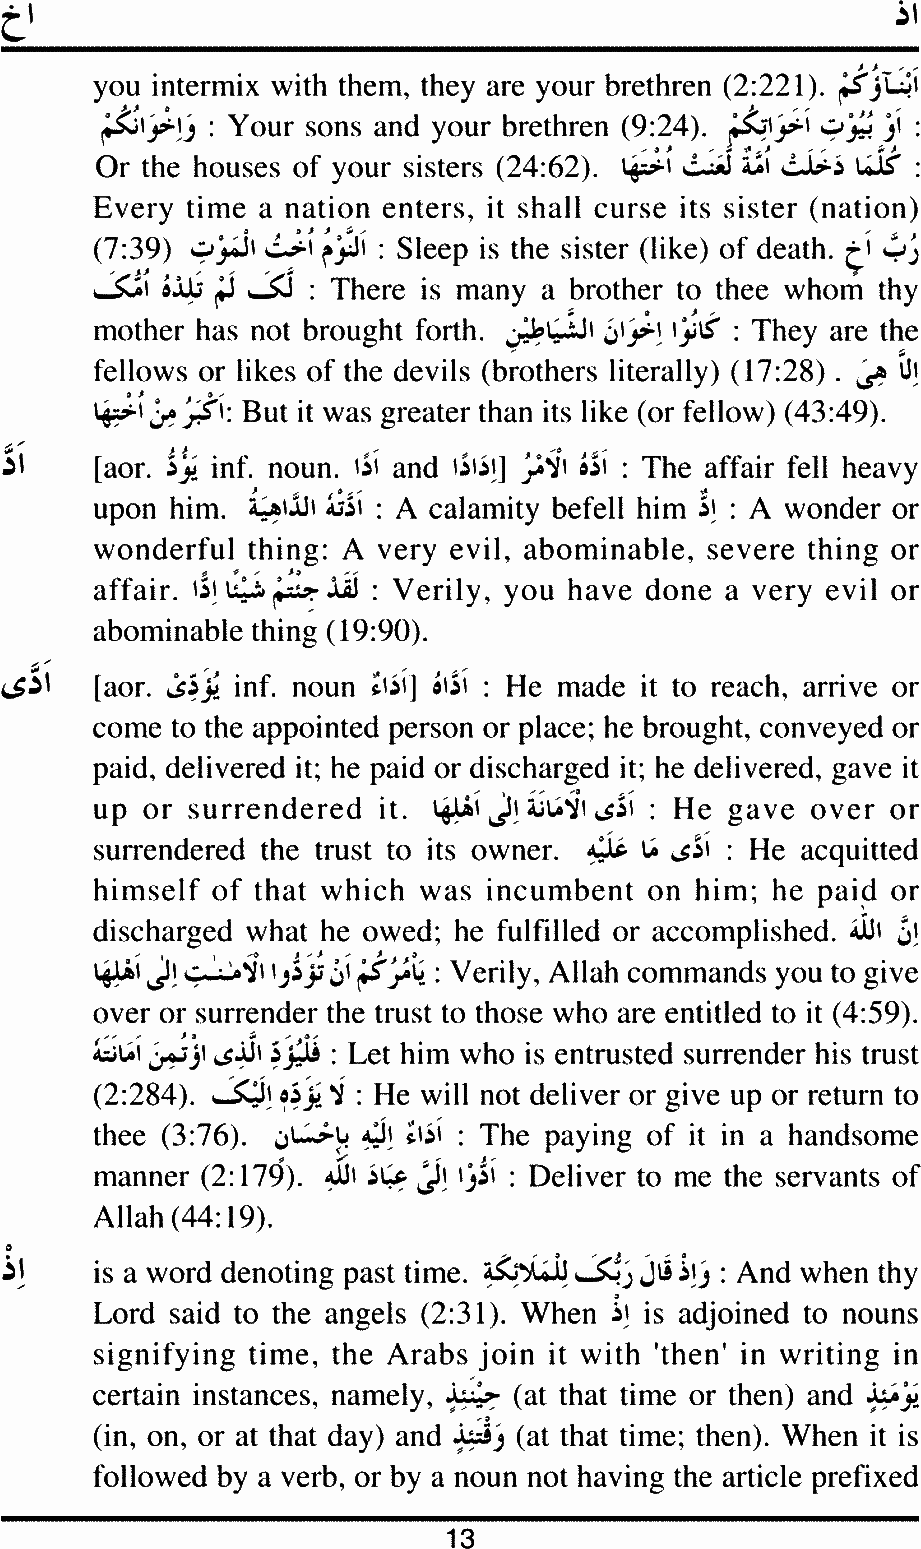 اخ اذ
you intermix with them, they are your brethren (2:221). اَبْنَآؤُكُمْ
وَاِخْوَانُكُمْ : Your sons and your brethren (9:24). اَوْ بُيُوْتِ اَخَوَاتِكُمْ :
Or the houses of your sisters (24:62). كُلَّمَا دَخَلَتْ اُمَّةٌ لَّعَنَتْ اُخْتَهَا :
Every time a nation enters, it shall curse its sister (nation)
(7:39) اَلنَّوْمُ اُخْتُ الْمَوْتِ : Sleep is the sister (like) of death. رُبَّ اَخٍ
لَّكَ لَمْ تَلِدْهُ اُمُّكَ : There is many a brother to thee whom thy
mother has not brought forth. كَانُوْا اِخْوَانَ الشَّيَاطِيْنِ : They are the
fellows or likes of the devils (brothers literally) (17:28) . اِلَّا هِىَ
اَكْبَرُ مِنْ اُخْتِهَا: But it was greater than its like (or fellow) (43:49).
اَدَّ [aor. يَؤُدُّ inf. noun. اَدًّا and اِدَادًا] اَدَّهُ الْاَمْرُ : The affair fell heavy
upon him. اَدَّتْهُ الدَّاهِيَةُ : A calamity befell him اِدٌّ : A wonder or
wonderful thing: A very evil, abominable, severe thing or
affair. لَقَدْ جِئْتُمْ شَيْئًا اِدًّا : Verily, you have done a very evil or
abominable thing (19:90).
اَدَّى [aor. يُؤَدِّىْ inf. noun اَدَاءً] اَدَّاهُ : He made it to reach, arrive or
come to the appointed person or place; he brought, conveyed or
paid, delivered it; he paid or discharged it; he delivered, gave it
up or surrendered it. اَدَّى الْاَمَانَةَ اِلٰى اَهْلِهَا : He gave over or
surrendered the trust to its owner. اَدَّى مَا عَلَيْهِ : He acquitted
himself of that which was incumbent on him; he paid or
discharged what he owed; he fulfilled or accomplished. اِنَّ اللّٰهَ
يَاْمُرُكُمْ اَنْ تُؤَدُّوا الْاَمٰنٰتِ اِلٰى اَهْلِهَا : Verily, Allah commands you to give
over or surrender the trust to those who are entitled to it (4:59).
فَلْيُؤَدِّ الَّذِى اؤْتُمِنَ اَمَانَتَهُ : Let him who is entrusted surrender his trust
(2:284). لَا يُؤَدِّهٖ اِلَيْكَ : He will not deliver or give up or return to
thee (3:76). اَدَاءٌ اِلَيْهِ بِاِحْسَانٍ : The paying of it in a handsome
manner (2:179). اَدُّوْا اِلَىَّ عِبَادَ اللّٰهِ : Deliver to me the servants of
Allah (44:19).
اِذْ is a word denoting past time. وَاِذْ قَالَ رَبُّكَ لِلْمَلَائِكَةِ : And when thy
Lord said to the angels (2:31). When اِذْ is adjoined to nouns
signifying time, the Arabs join it with 'then' in writing in
certain instances, namely, حِيْنَئِذٍ (at that time or then) and يَوْمَئِذٍ
(in, on, or at that day) and وَقْتَئِذٍ (at that time; then). When it is
followed by a verb, or by a noun not having the article prefixed
13